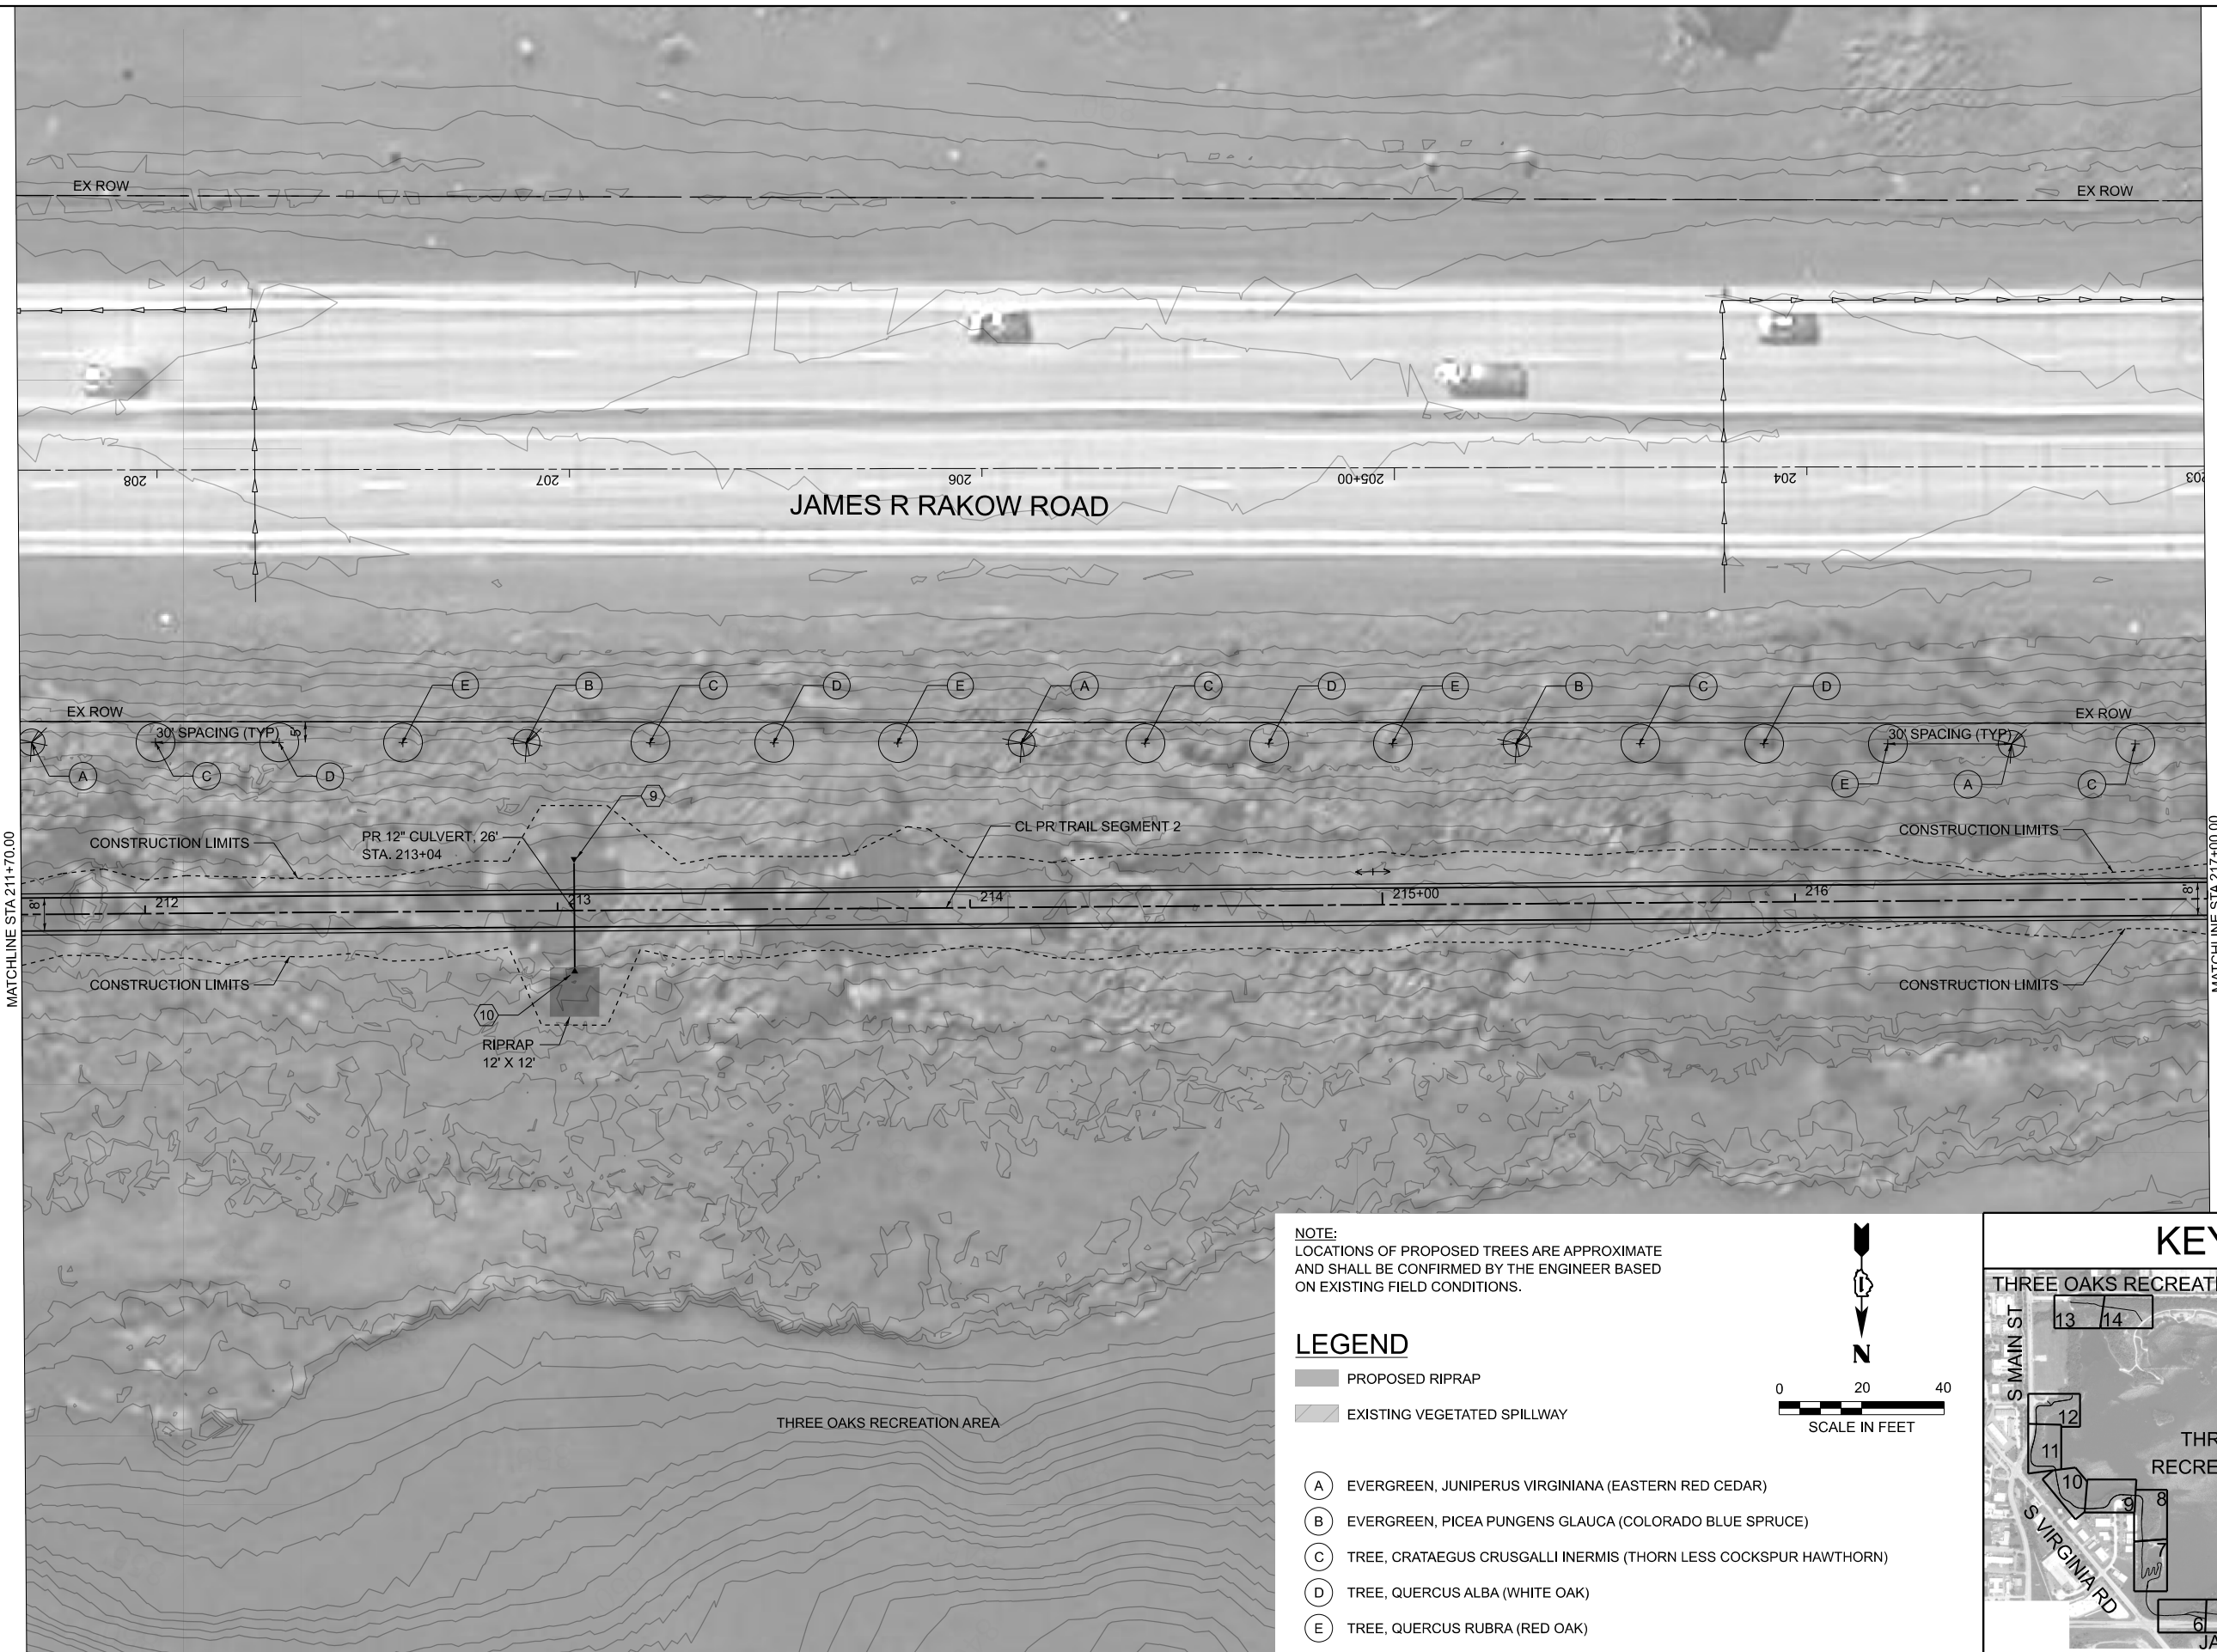 EX ROW
EX ROW
208
207
206
205+00
204
203
JAMES R RAKOW ROAD
E
B
C
D
E
A
C
D
E
B
C
D
EX ROW
EX ROW
30' SPACING (TYP)
5'
30' SPACING (TYP)
A
C
D
E
A
C
9
PR 12" CULVERT, 26'
STA. 213+04
CL PR TRAIL SEGMENT 2
CONSTRUCTION LIMITS
CONSTRUCTION LIMITS
MATCHLINE STA 211+70.00
MATCHLINE STA 217+00.00
8'
212
213
214
215+00
216
8'
CONSTRUCTION LIMITS
CONSTRUCTION LIMITS
10
RIPRAP
12' X 12'
THREE OAKS RECREATION AREA
NOTE:
LOCATIONS OF PROPOSED TREES ARE APPROXIMATE
AND SHALL BE CONFIRMED BY THE ENGINEER BASED
ON EXISTING FIELD CONDITIONS.
LEGEND
PROPOSED RIPRAP
EXISTING VEGETATED SPILLWAY
N
0 20 40
SCALE IN FEET
A EVERGREEN, JUNIPERUS VIRGINIANA (EASTERN RED CEDAR)
B EVERGREEN, PICEA PUNGENS GLAUCA (COLORADO BLUE SPRUCE)
C TREE, CRATAEGUS CRUSGALLI INERMIS (THORN LESS COCKSPUR HAWTHORN)
D TREE, QUERCUS ALBA (WHITE OAK)
E TREE, QUERCUS RUBRA (RED OAK)
KEY
THREE OAKS RECREATI
S MAIN ST
13
14
12
11
10
9
8
7
6
THR
RECRE
S VIRGINIA RD
JA